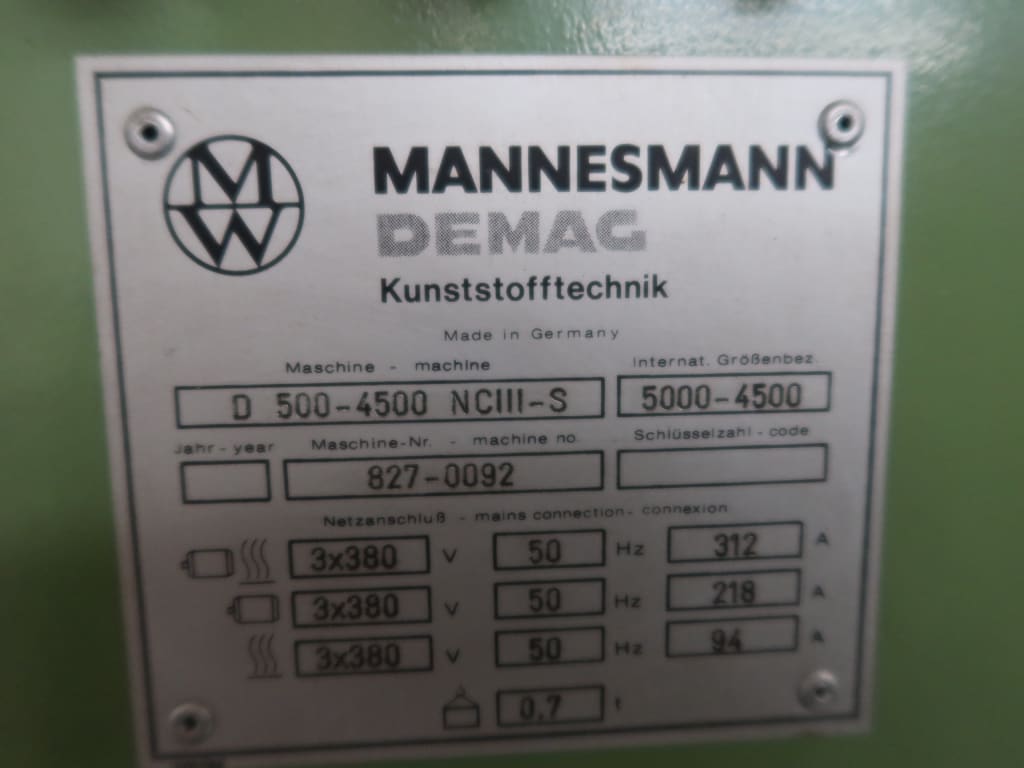 MW
MANNESMANN
DEMAG
Kunststofftechnik
Made in Germany
Maschine - machine Internat. Größenbez.
D 500-4500 NCIII-S 5000-4500
Jahr - year Maschine-Nr. - machine no. Schlüsselzahl - code
827-0092
Netzanschluß - mains connection - connexion
3x380 V 50 Hz 312 A
3x380 V 50 Hz 218 A
3x380 V 50 Hz 94 A
0,7 t